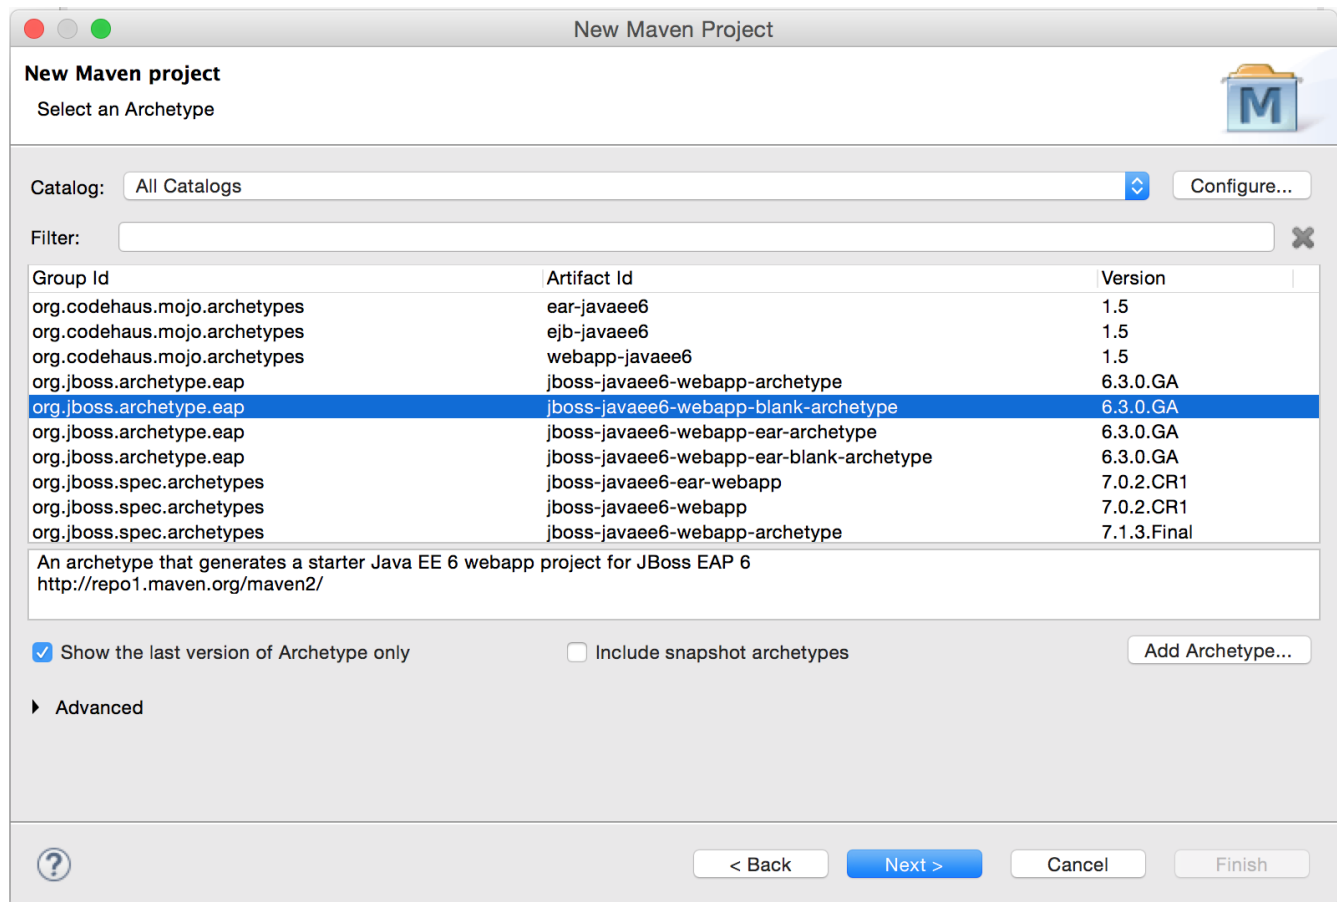 New Maven Project
New Maven project
Select an Archetype
M
Catalog: All Catalogs Configure...
Filter:
Group Id Artifact Id Version
org.codehaus.mojo.archetypes ear-javaee6 1.5
org.codehaus.mojo.archetypes ejb-javaee6 1.5
org.codehaus.mojo.archetypes webapp-javaee6 1.5
org.jboss.archetype.eap jboss-javaee6-webapp-archetype 6.3.0.GA
org.jboss.archetype.eap jboss-javaee6-webapp-blank-archetype 6.3.0.GA
org.jboss.archetype.eap jboss-javaee6-webapp-ear-archetype 6.3.0.GA
org.jboss.archetype.eap jboss-javaee6-webapp-ear-blank-archetype 6.3.0.GA
org.jboss.spec.archetypes jboss-javaee6-ear-webapp 7.0.2.CR1
org.jboss.spec.archetypes jboss-javaee6-webapp 7.0.2.CR1
org.jboss.spec.archetypes jboss-javaee6-webapp-archetype 7.1.3.Final
An archetype that generates a starter Java EE 6 webapp project for JBoss EAP 6
http://repo1.maven.org/maven2/
Show the last version of Archetype only Include snapshot archetypes Add Archetype...
Advanced
? < Back Next > Cancel Finish